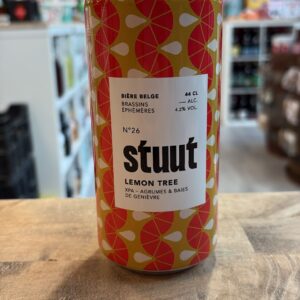 BIÈRE BELGE
BRASSINS
ÉPHÉMÈRES
44 CL
ALC.
4.2% VOL.
N°26
stuut
LEMON TREE
XPA – AGRUMES & BAIES
DE GENIÈVRE